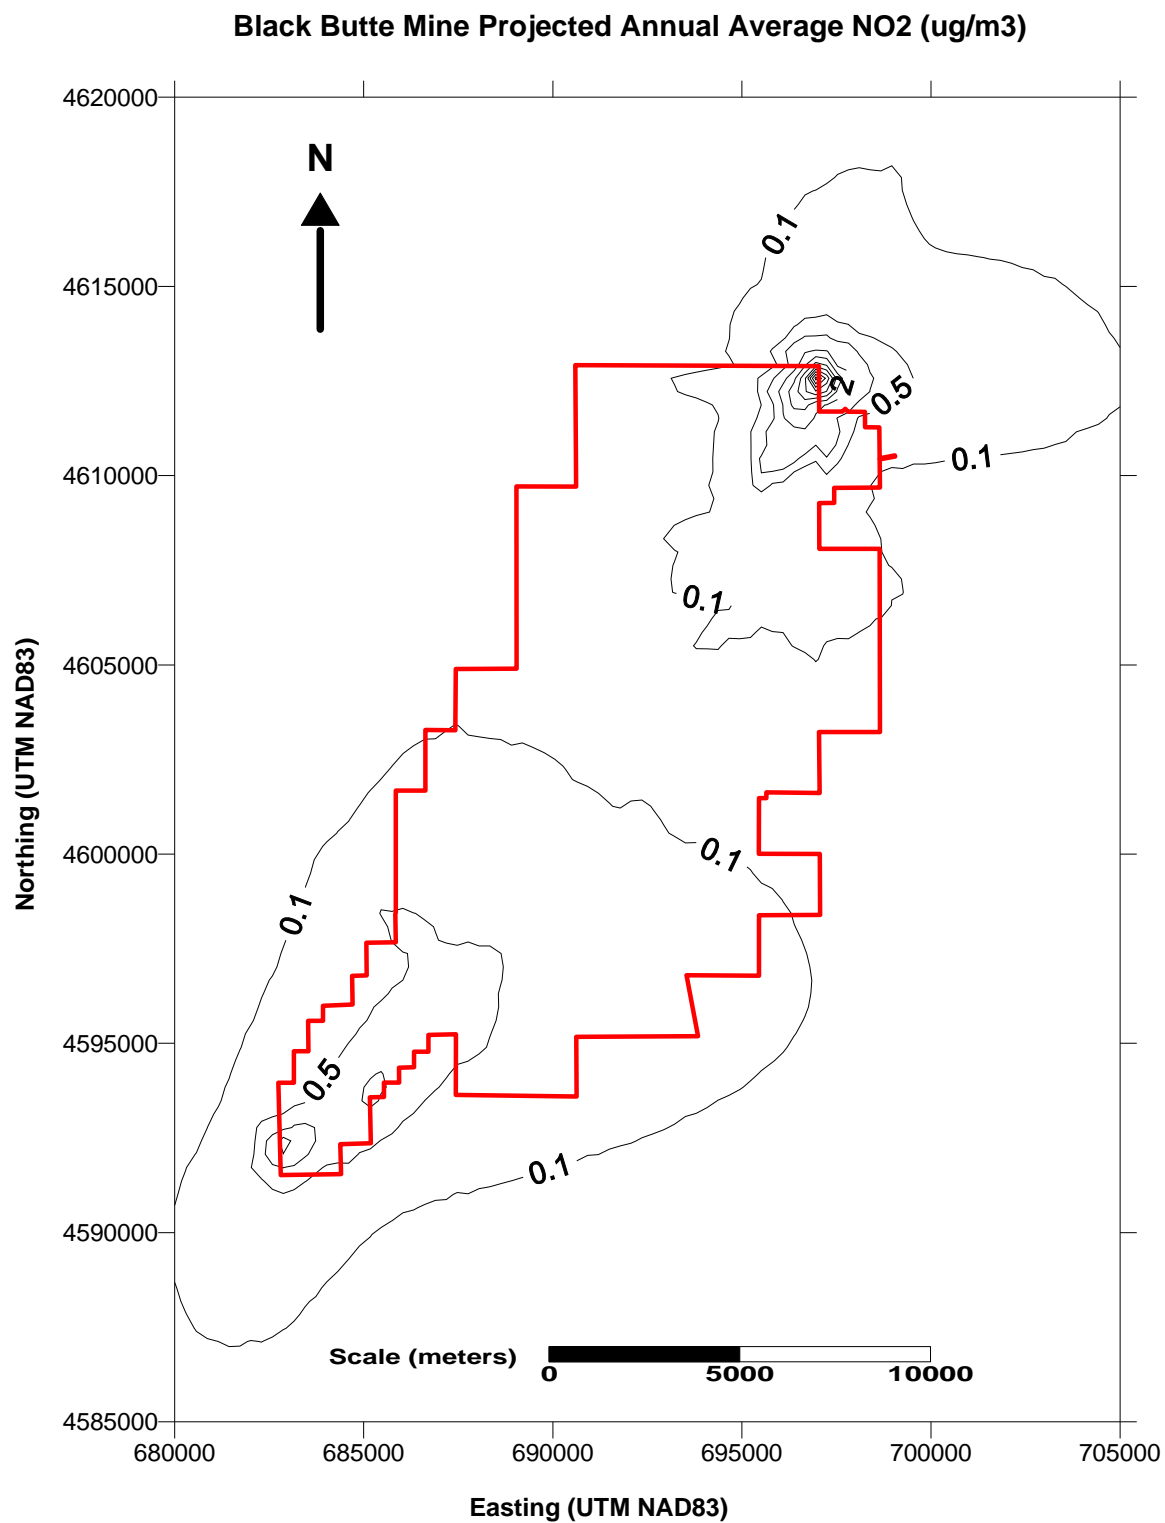 Black Butte Mine Projected Annual Average NO2 (ug/m3)
4620000
N
0.1
4615000
2
0.5
4610000
0.1
0.1
Northing (UTM NAD83)
4605000
4600000
0.1
0.1
4595000
0.5
0.1
4590000
Scale (meters)
0 5000 10000
4585000
680000 685000 690000 695000 700000 705000
Easting (UTM NAD83)